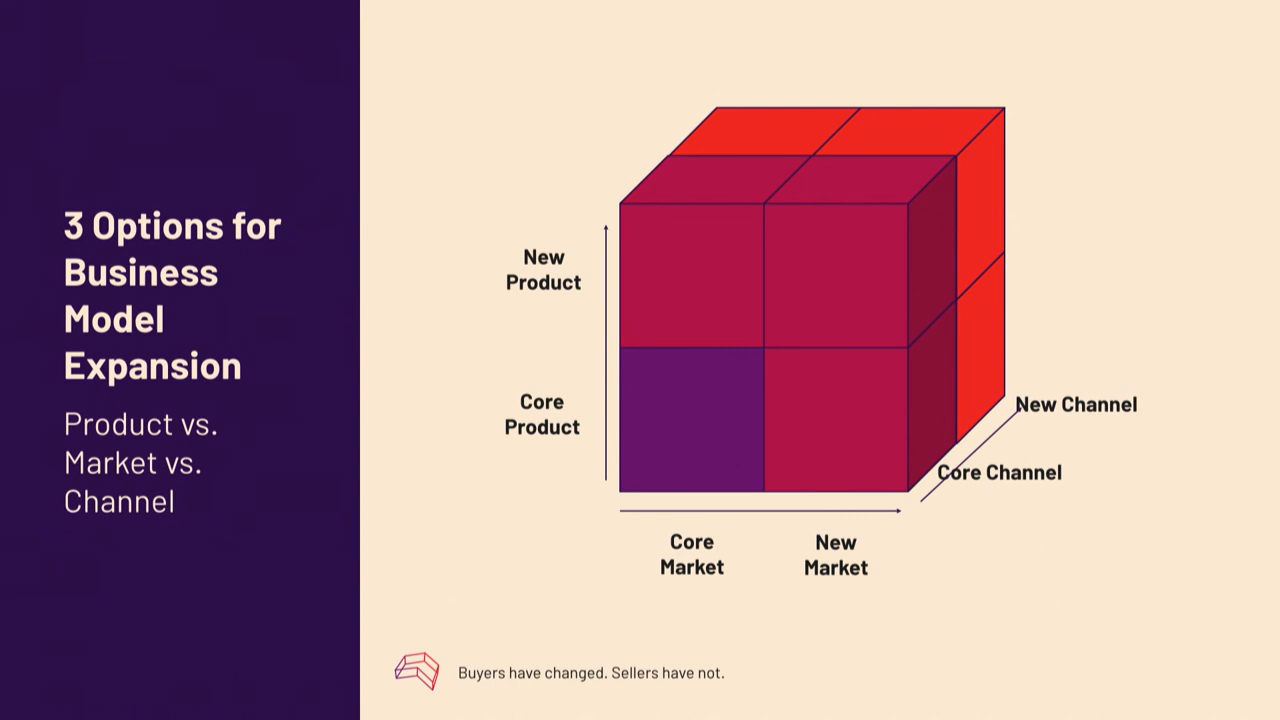 3 Options for
Business
Model
Expansion
Product vs.
Market vs.
Channel
New
Product
Core
Product
New Channel
Core Channel
Core
Market
New
Market
Buyers have changed. Sellers have not.